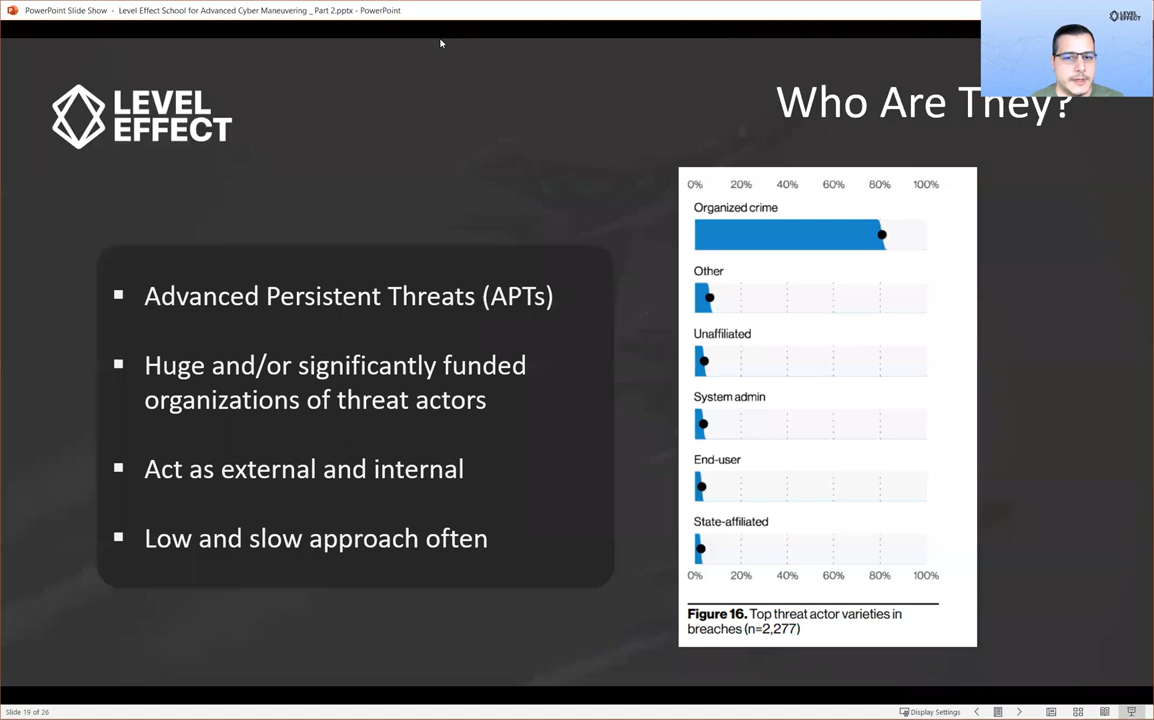 PowerPoint Slide Show - Level Effect School for Advanced Cyber Maneuvering _ Part 2.pptx - PowerPoint
LEVEL
EFFECT
LEVEL
EFFECT
Who Are They?
▪ Advanced Persistent Threats (APTs)
▪ Huge and/or significantly funded
organizations of threat actors
▪ Act as external and internal
▪ Low and slow approach often
0% 20% 40% 60% 80% 100%
Organized crime
Other
Unaffiliated
System admin
End-user
State-affiliated
0% 20% 40% 60% 80% 100%
Figure 16. Top threat actor varieties in
breaches (n=2,277)
Slide 19 of 26
Display Settings